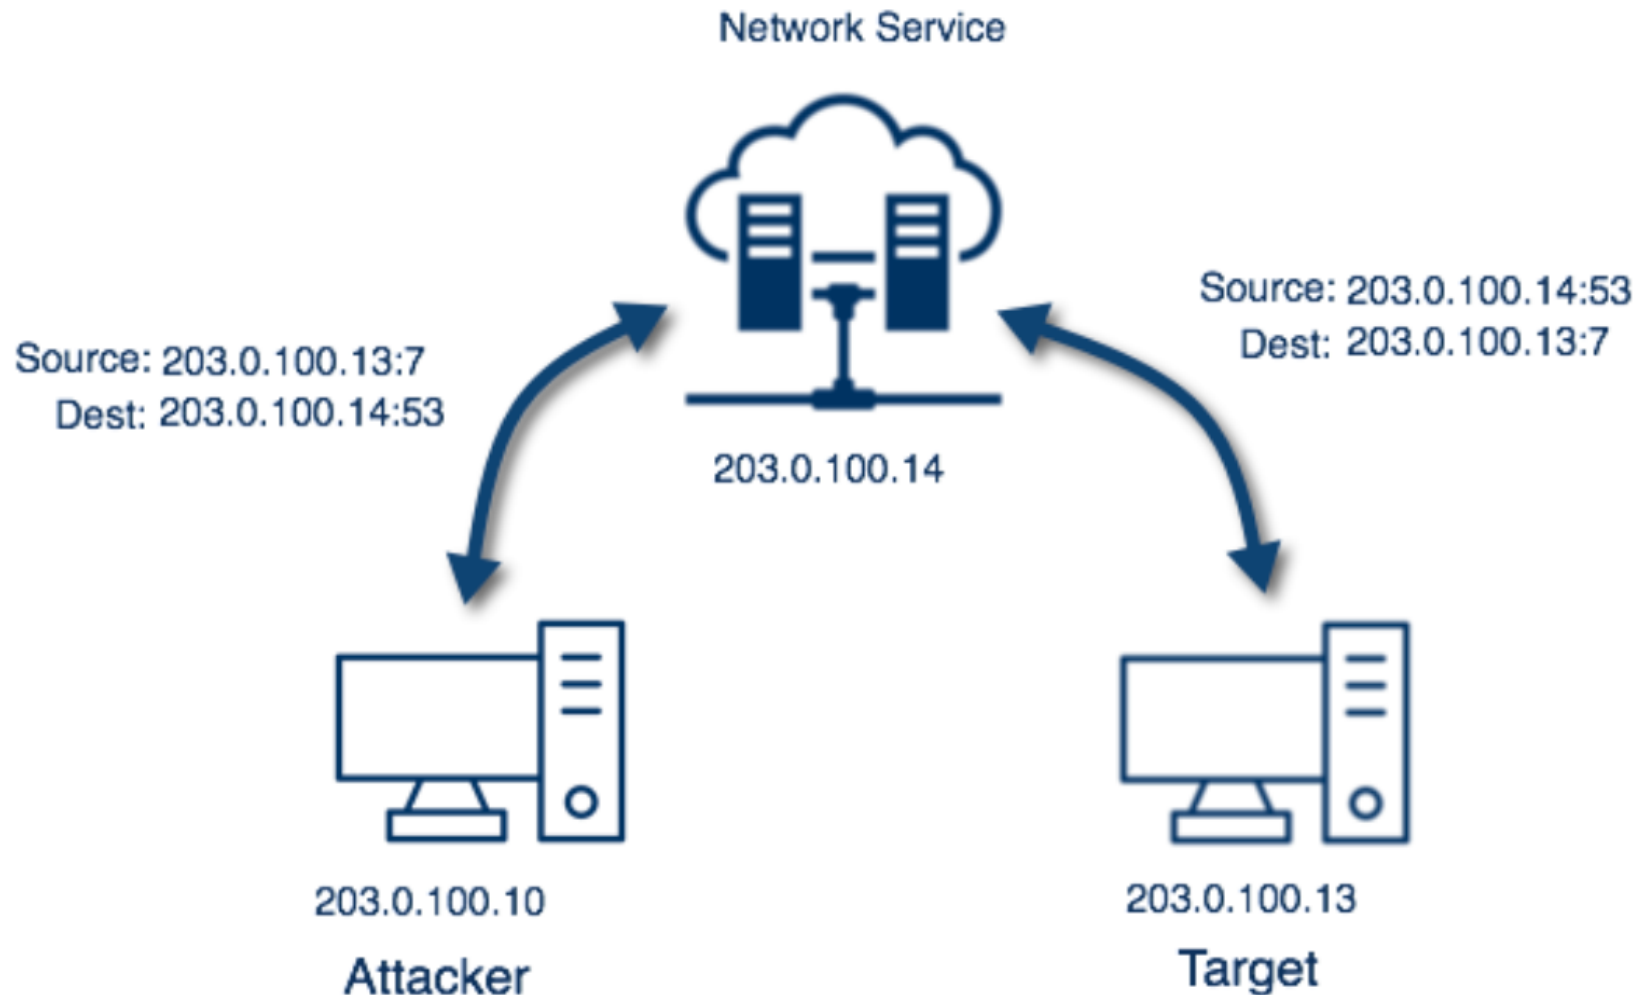 Network Service
Source: 203.0.100.14:53
Dest: 203.0.100.13:7
Source: 203.0.100.13:7
Dest: 203.0.100.14:53
203.0.100.14
203.0.100.10
Attacker
203.0.100.13
Target